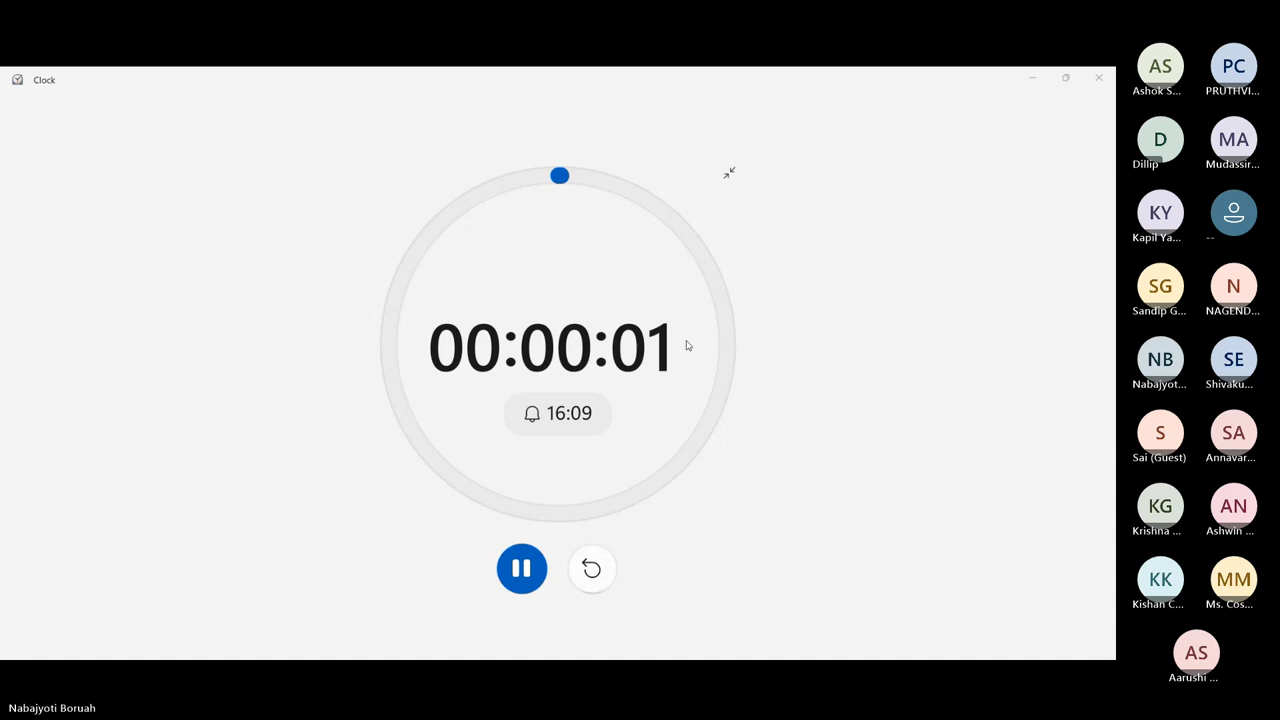 Clock
00:00:01
16:09
AS
Ashok S...
PC
PRUTHVI...
D
Dillip
MA
Mudassir...
KY
Kapil Ya...
--
SG
Sandip G...
N
NAGEND...
NB
Nabajyot...
SE
Shivaku...
S
Sai (Guest)
SA
Annavar...
KG
Krishna ...
AN
Ashwin ...
KK
Kishan C...
MM
Ms. Cos...
AS
Aarushi ...
Nabajyoti Boruah